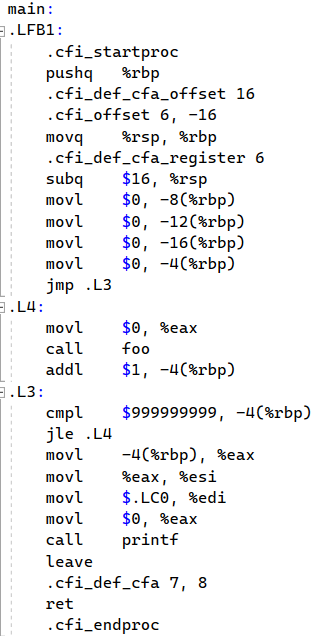 main:
.LFB1:
.cfi_startproc
pushq %rbp
.cfi_def_cfa_offset 16
.cfi_offset 6, -16
movq %rsp, %rbp
.cfi_def_cfa_register 6
subq $16, %rsp
movl $0, -8(%rbp)
movl $0, -12(%rbp)
movl $0, -16(%rbp)
movl $0, -4(%rbp)
jmp .L3
.L4:
movl $0, %eax
call foo
addl $1, -4(%rbp)
.L3:
cmpl $999999999, -4(%rbp)
jle .L4
movl -4(%rbp), %eax
movl %eax, %esi
movl $.LC0, %edi
movl $0, %eax
call printf
leave
.cfi_def_cfa 7, 8
ret
.cfi_endproc